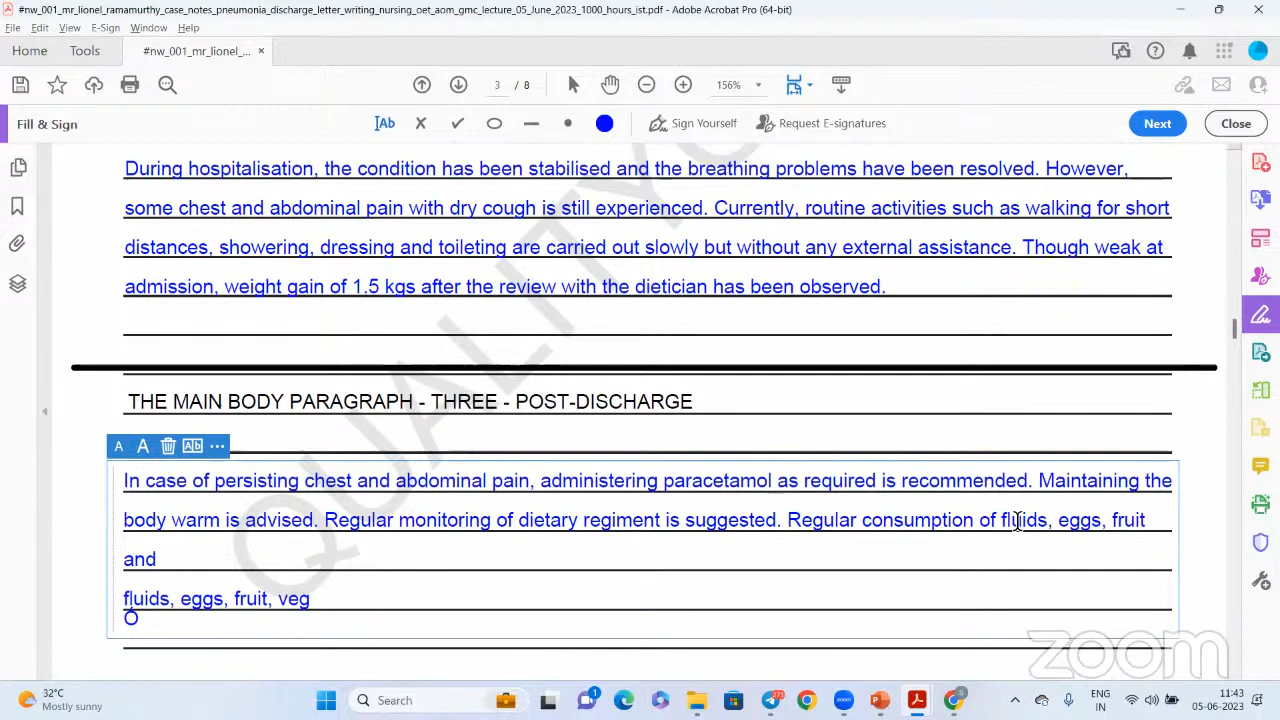 #nw_001_mr_lionel_ramamurthy_case_notes_pneumonia_discharge_letter_writing_nursing_oet_aom_gmc_lecture_05_june_2023_1000_hours_ist.pdf - Adobe Acrobat Pro (64-bit)
File Edit View E-Sign Window Help
Home Tools #nw_001_mr_lionel_... ×
3 / 8 156%
Fill & Sign Ab Sign Yourself Request E-signatures Next Close
During hospitalisation, the condition has been stabilised and the breathing problems have been resolved. However,
some chest and abdominal pain with dry cough is still experienced. Currently, routine activities such as walking for short
distances, showering, dressing and toileting are carried out slowly but without any external assistance. Though weak at
admission, weight gain of 1.5 kgs after the review with the dietician has been observed.
THE MAIN BODY PARAGRAPH - THREE - POST-DISCHARGE
A A Ab ...
In case of persisting chest and abdominal pain, administering paracetamol as required is recommended. Maintaining the
body warm is advised. Regular monitoring of dietary regiment is suggested. Regular consumption of fluids, eggs, fruit
and
fluids, eggs, fruit, veg
O
QUALITY
zoom
32°C
Mostly sunny
Search
1
273
ENG
IN
11:43
05-06-2023